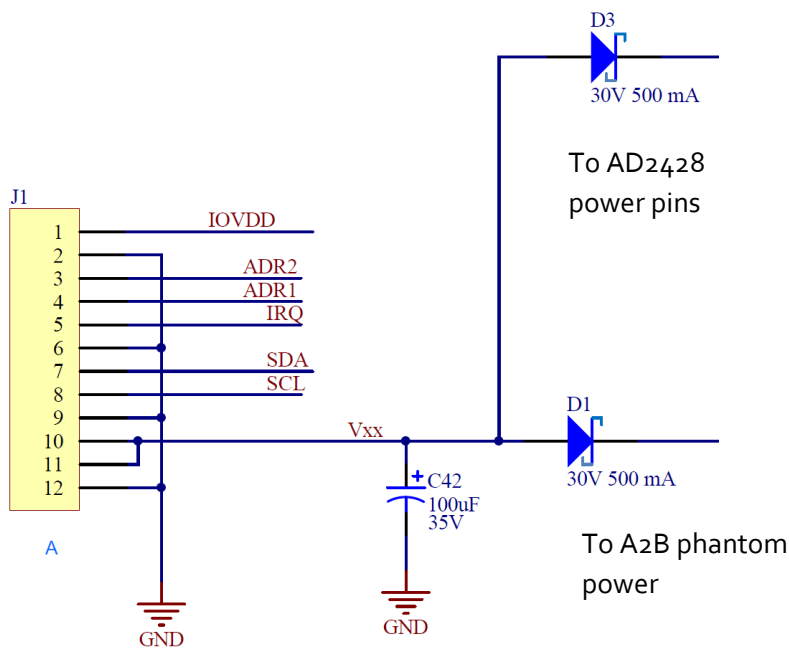 D3
30V 500 mA
To AD2428
power pins
J1
1 IOVDD
2
3 ADR2
4 ADR1
5 IRQ
6
7 SDA
8 SCL
9
10 Vxx
11
12
D1
30V 500 mA
+
C42
100uF
35V
A
To A2B phantom
power
GND
GND